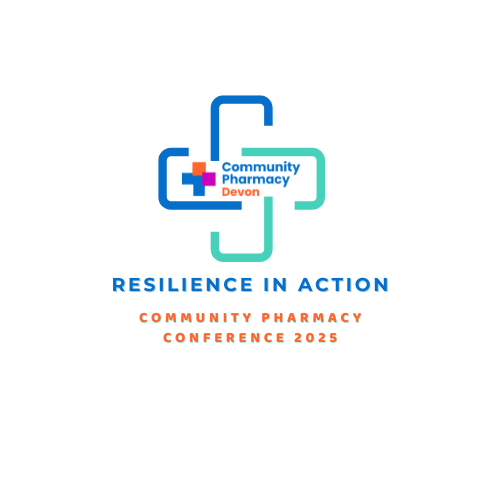 Community
Pharmacy
Devon
RESILIENCE IN ACTION
COMMUNITY PHARMACY
CONFERENCE 2025